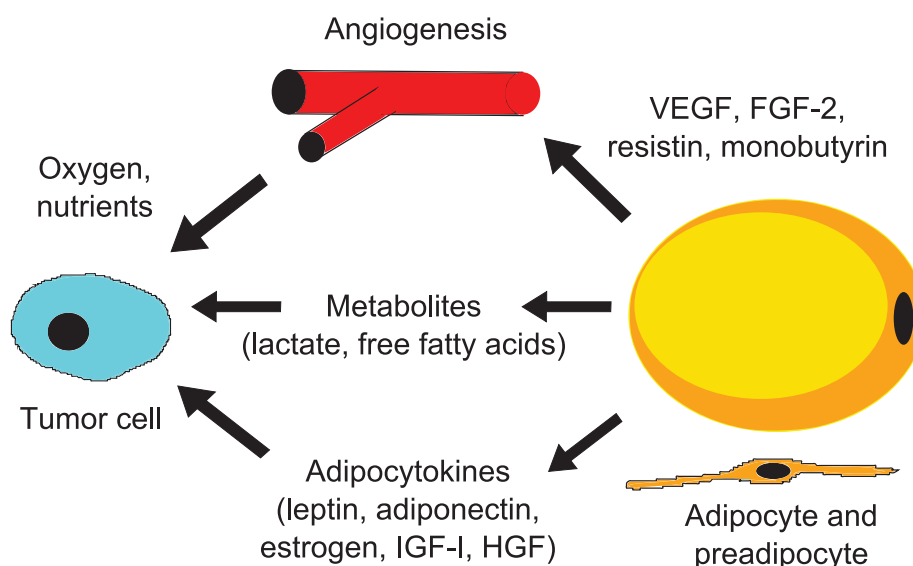 Angiogenesis
VEGF, FGF-2,
resistin, monobutyrin
Oxygen,
nutrients
Metabolites
(lactate, free fatty acids)
Tumor cell
Adipocytokines
(leptin, adiponectin,
estrogen, IGF-I, HGF)
Adipocyte and
preadipocyte